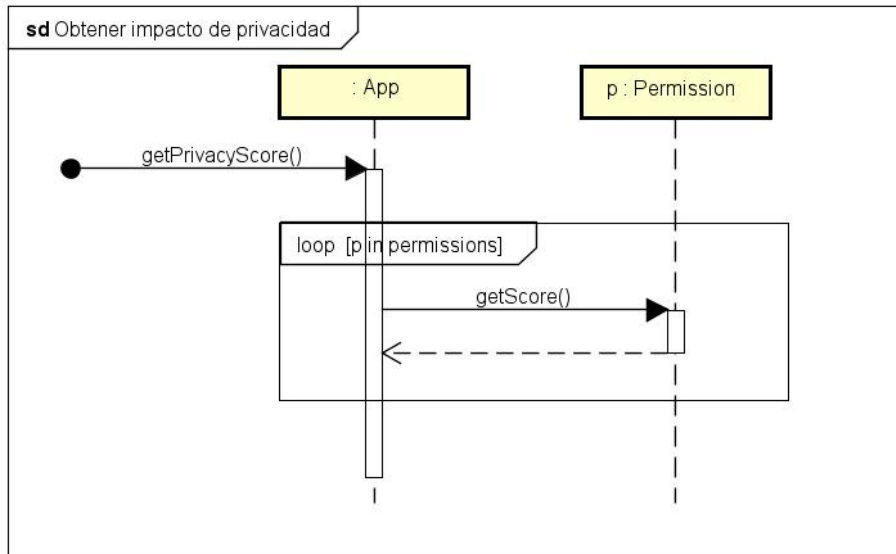 sd Obtener impacto de privacidad
: App
p : Permission
getPrivacyScore()
loop [p in permissions]
getScore()